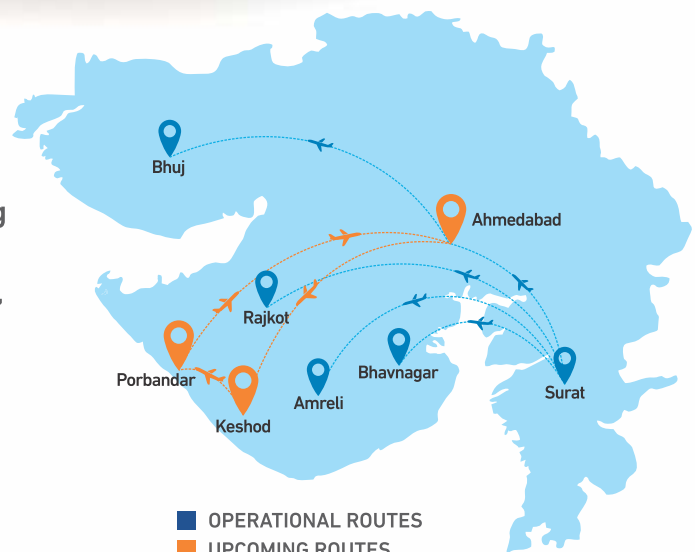 Bhuj
Ahmedabad
Rajkot
Porbandar
Bhavnagar
Surat
Amreli
Keshod
OPERATIONAL ROUTES
UPCOMING ROUTES